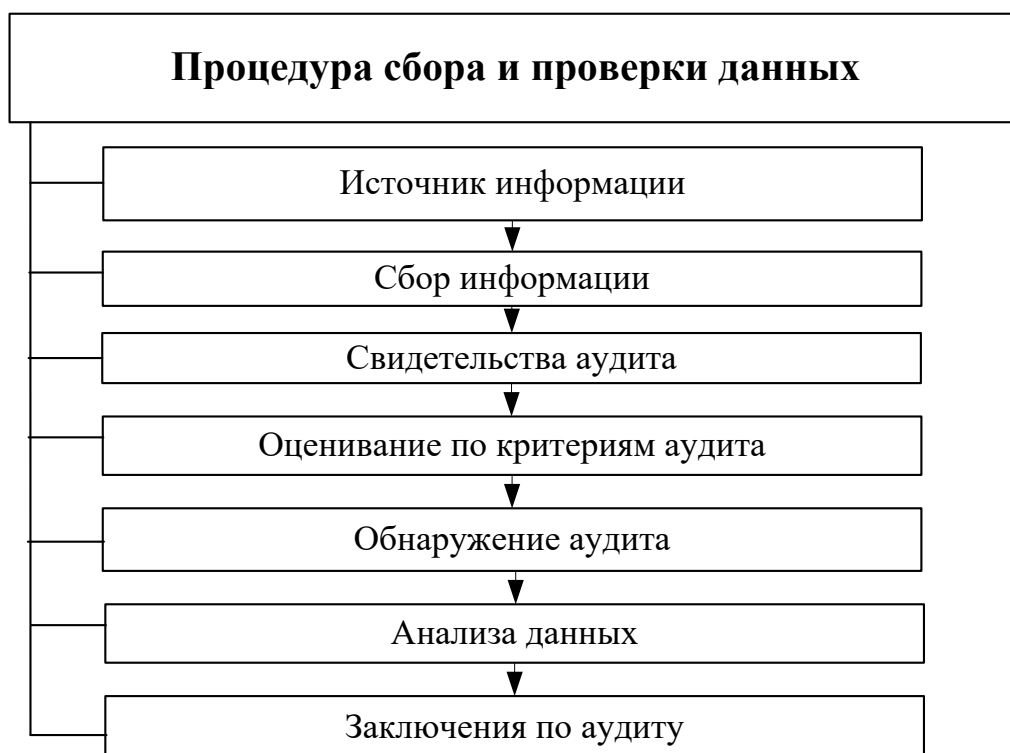 Процедура сбора и проверки данных
Источник информации
Сбор информации
Свидетельства аудита
Оценивание по критериям аудита
Обнаружение аудита
Анализа данных
Заключения по аудиту